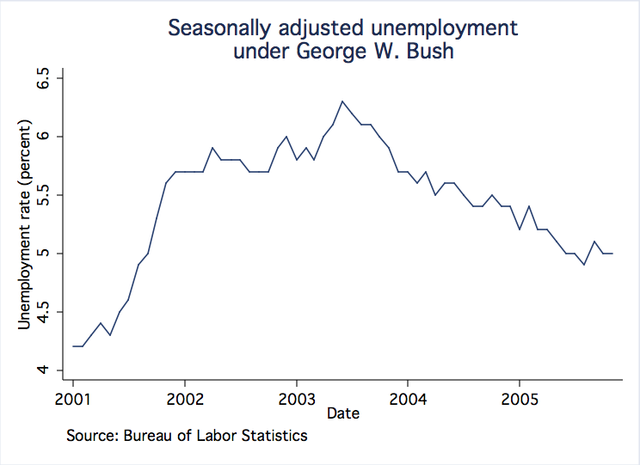 Seasonally adjusted unemployment
under George W. Bush
Unemployment rate (percent)
6.5
6
5.5
5
4.5
4
2001 2002 2003 2004 2005
Date
Source: Bureau of Labor Statistics